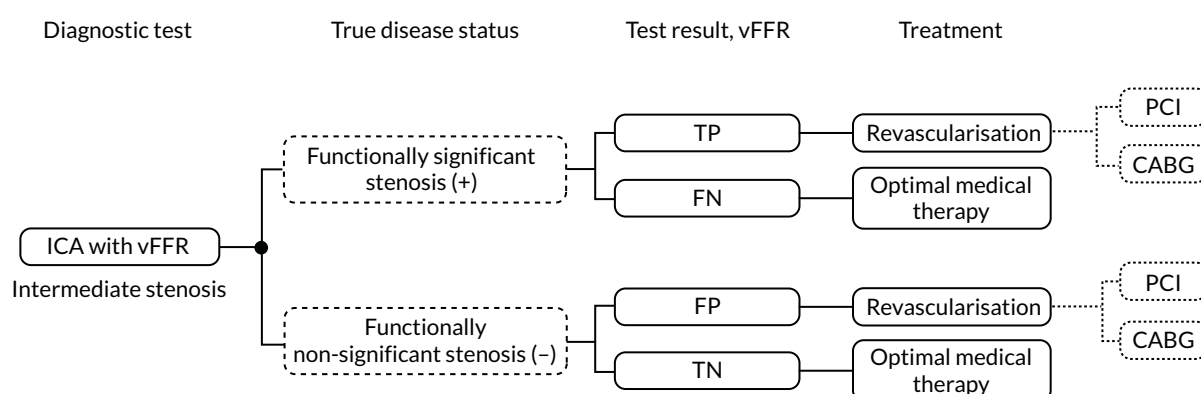 Diagnostic test
True disease status
Test result, vFFR
Treatment
ICA with vFFR
Intermediate stenosis
Functionally significant
stenosis (+)
TP
Revascularisation
PCI
CABG
FN
Optimal medical
therapy
Functionally
non-significant stenosis (–)
FP
Revascularisation
PCI
CABG
TN
Optimal medical
therapy